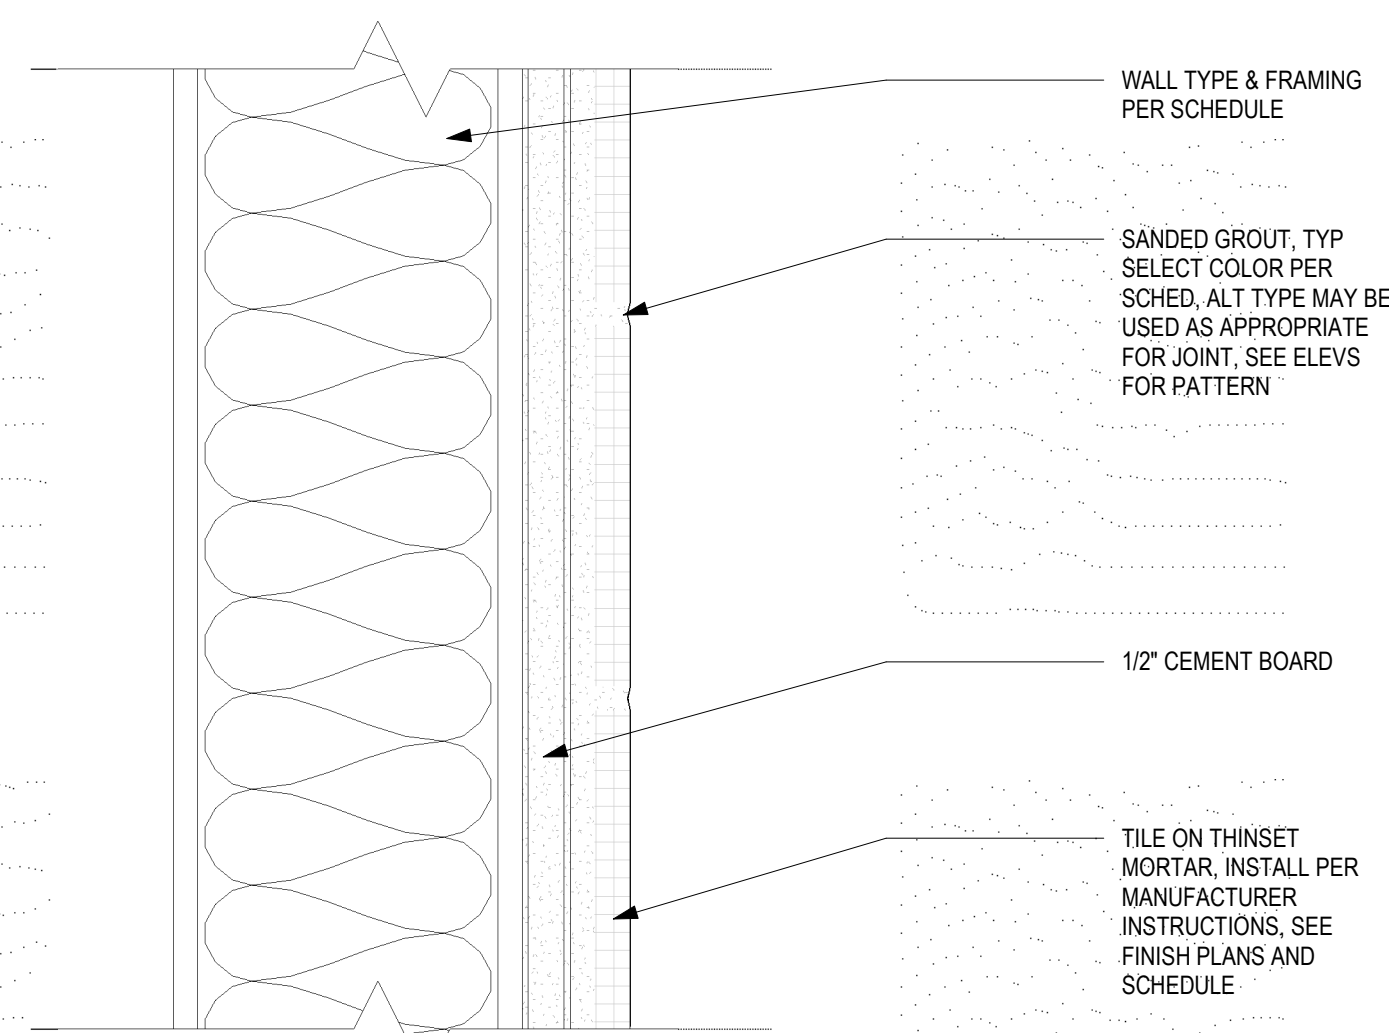 WALL TYPE & FRAMING
PER SCHEDULE
SANDED GROUT, TYP
SELECT COLOR PER
SCHED, ALT TYPE MAY BE
USED AS APPROPRIATE
FOR JOINT, SEE ELEVS
FOR PATTERN
1/2" CEMENT BOARD
TILE ON THINSET
MORTAR, INSTALL PER
MANUFACTURER
INSTRUCTIONS, SEE
FINISH PLANS AND
SCHEDULE